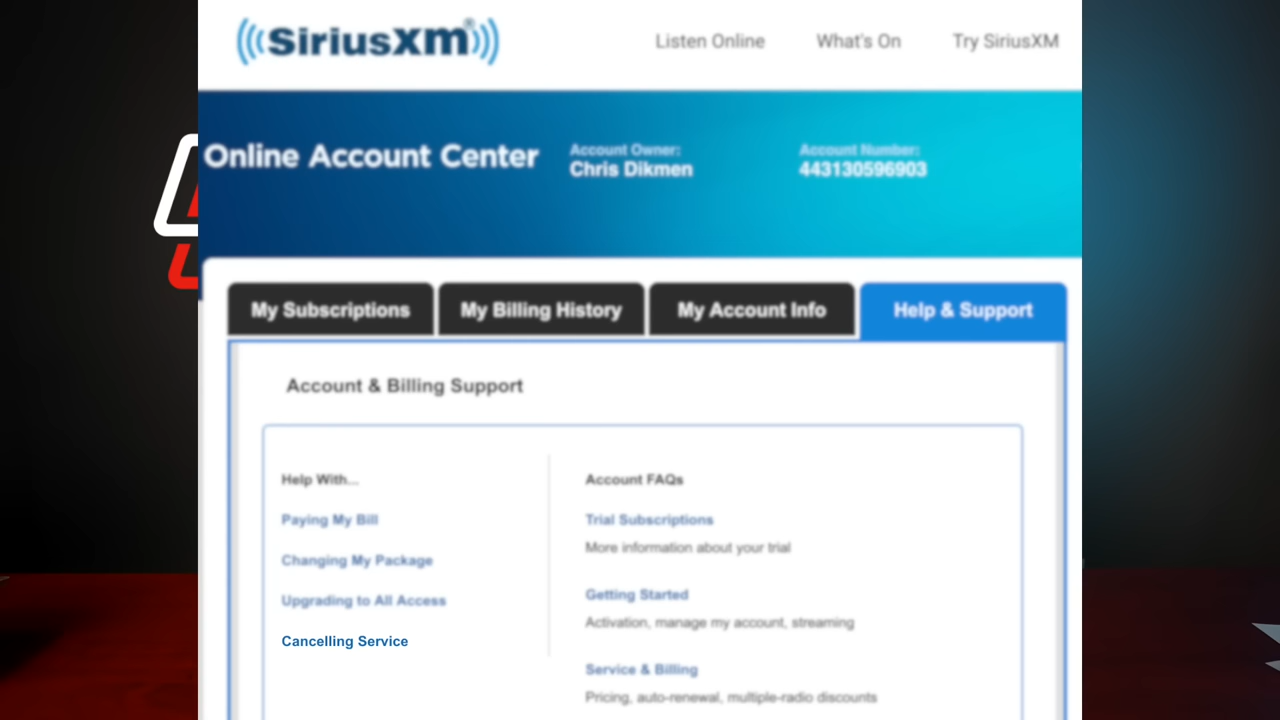 SiriusXM®
Listen Online What's On Try SiriusXM
Online Account Center
Account Owner:
Chris Dikmen
Account Number:
443130596903
My Subscriptions My Billing History My Account Info Help & Support
Account & Billing Support
Help With...
Paying My Bill
Changing My Package
Upgrading to All Access
Cancelling Service
Account FAQs
Trial Subscriptions
More information about your trial
Getting Started
Activation, manage my account, streaming
Service & Billing
Pricing, auto-renewal, multiple-radio discounts